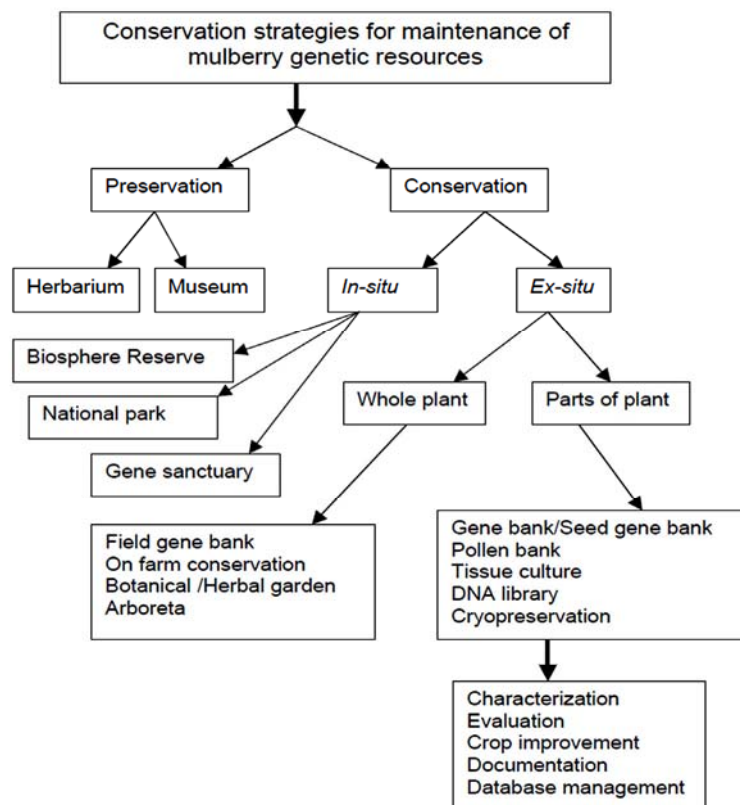 Conservation strategies for maintenance of
mulberry genetic resources
Preservation
Conservation
Herbarium
Museum
In-situ
Ex-situ
Biosphere Reserve
National park
Gene sanctuary
Whole plant
Parts of plant
Field gene bank
On farm conservation
Botanical /Herbal garden
Arboreta
Gene bank/Seed gene bank
Pollen bank
Tissue culture
DNA library
Cryopreservation
Characterization
Evaluation
Crop improvement
Documentation
Database management